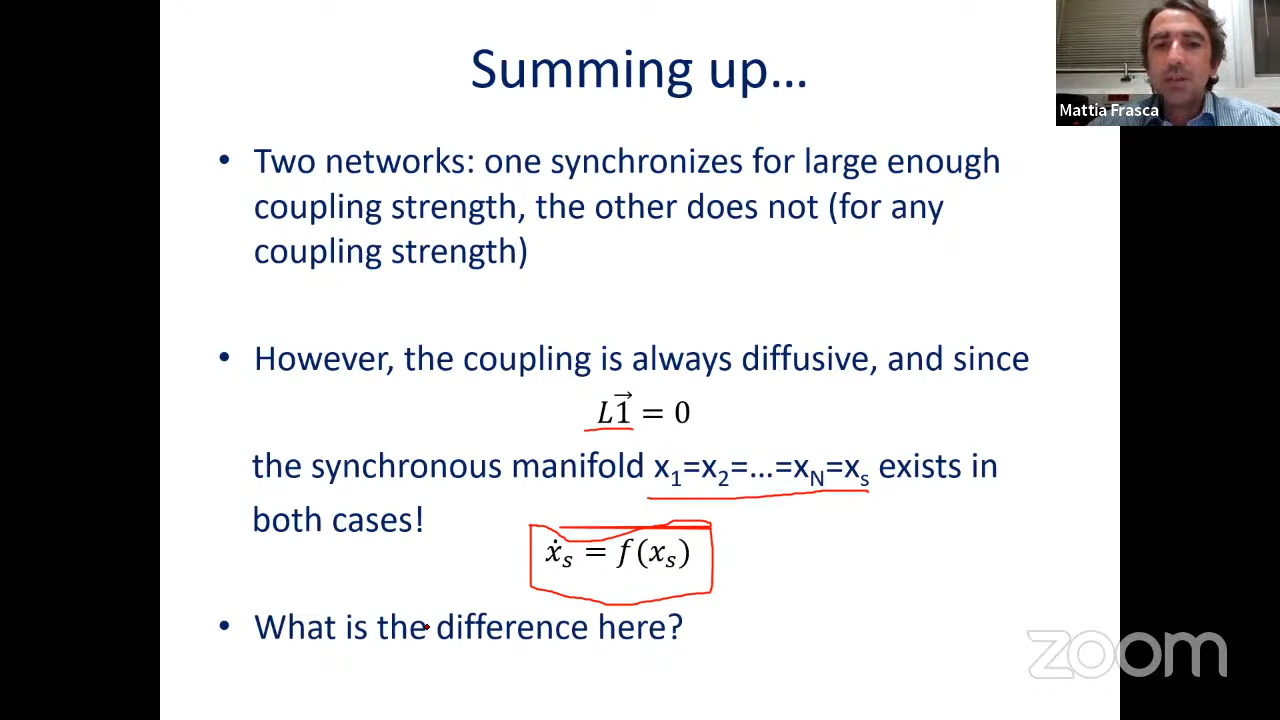 Summing up...
Mattia Frasca
• Two networks: one synchronizes for large enough
coupling strength, the other does not (for any
coupling strength)
• However, the coupling is always diffusive, and since
L1⃗ = 0
the synchronous manifold x₁=x₂=...=x_N=xₛ exists in
both cases!
ẋₛ = f(xₛ)
• What is the difference here?
zoom